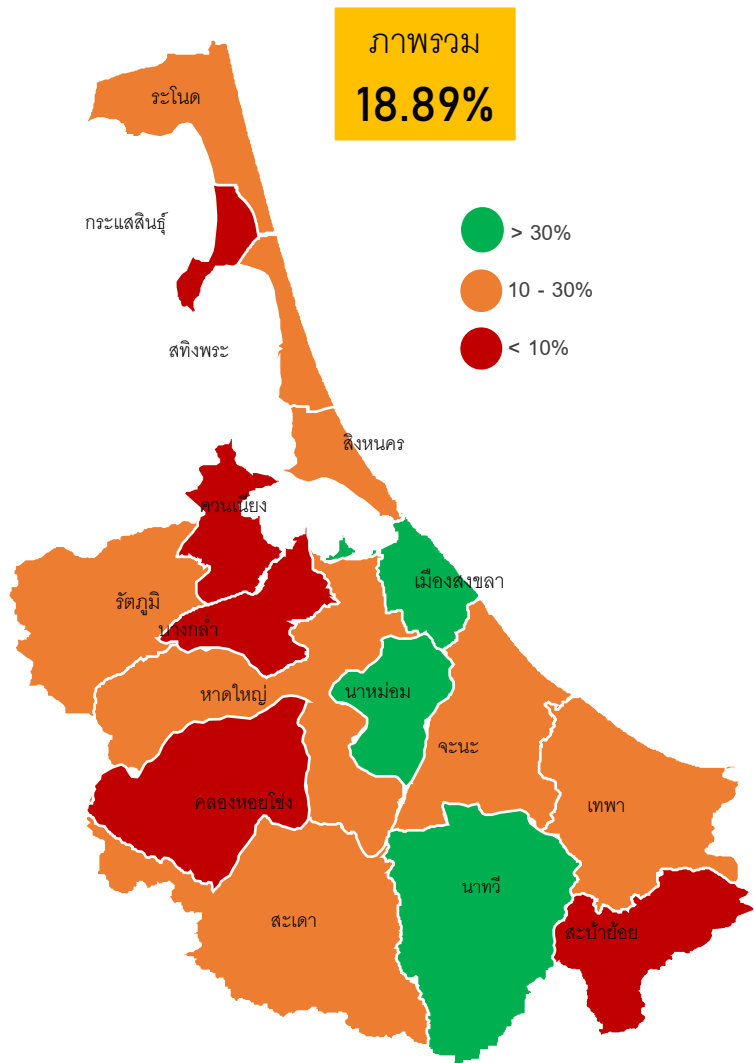 ภาพรวม
18.89%
ระโนด
กระแสสินธุ์
> 30%
10 - 30%
< 10%
สทิงพระ
สิงหนคร
ควนเนียง
เมืองสงขลา
รัตภูมิ
บางกล่ำ
หาดใหญ่
นาหม่อม
จะนะ
คลองหอยโข่ง
เทพา
นาทวี
สะเดา
สะบ้าย้อย